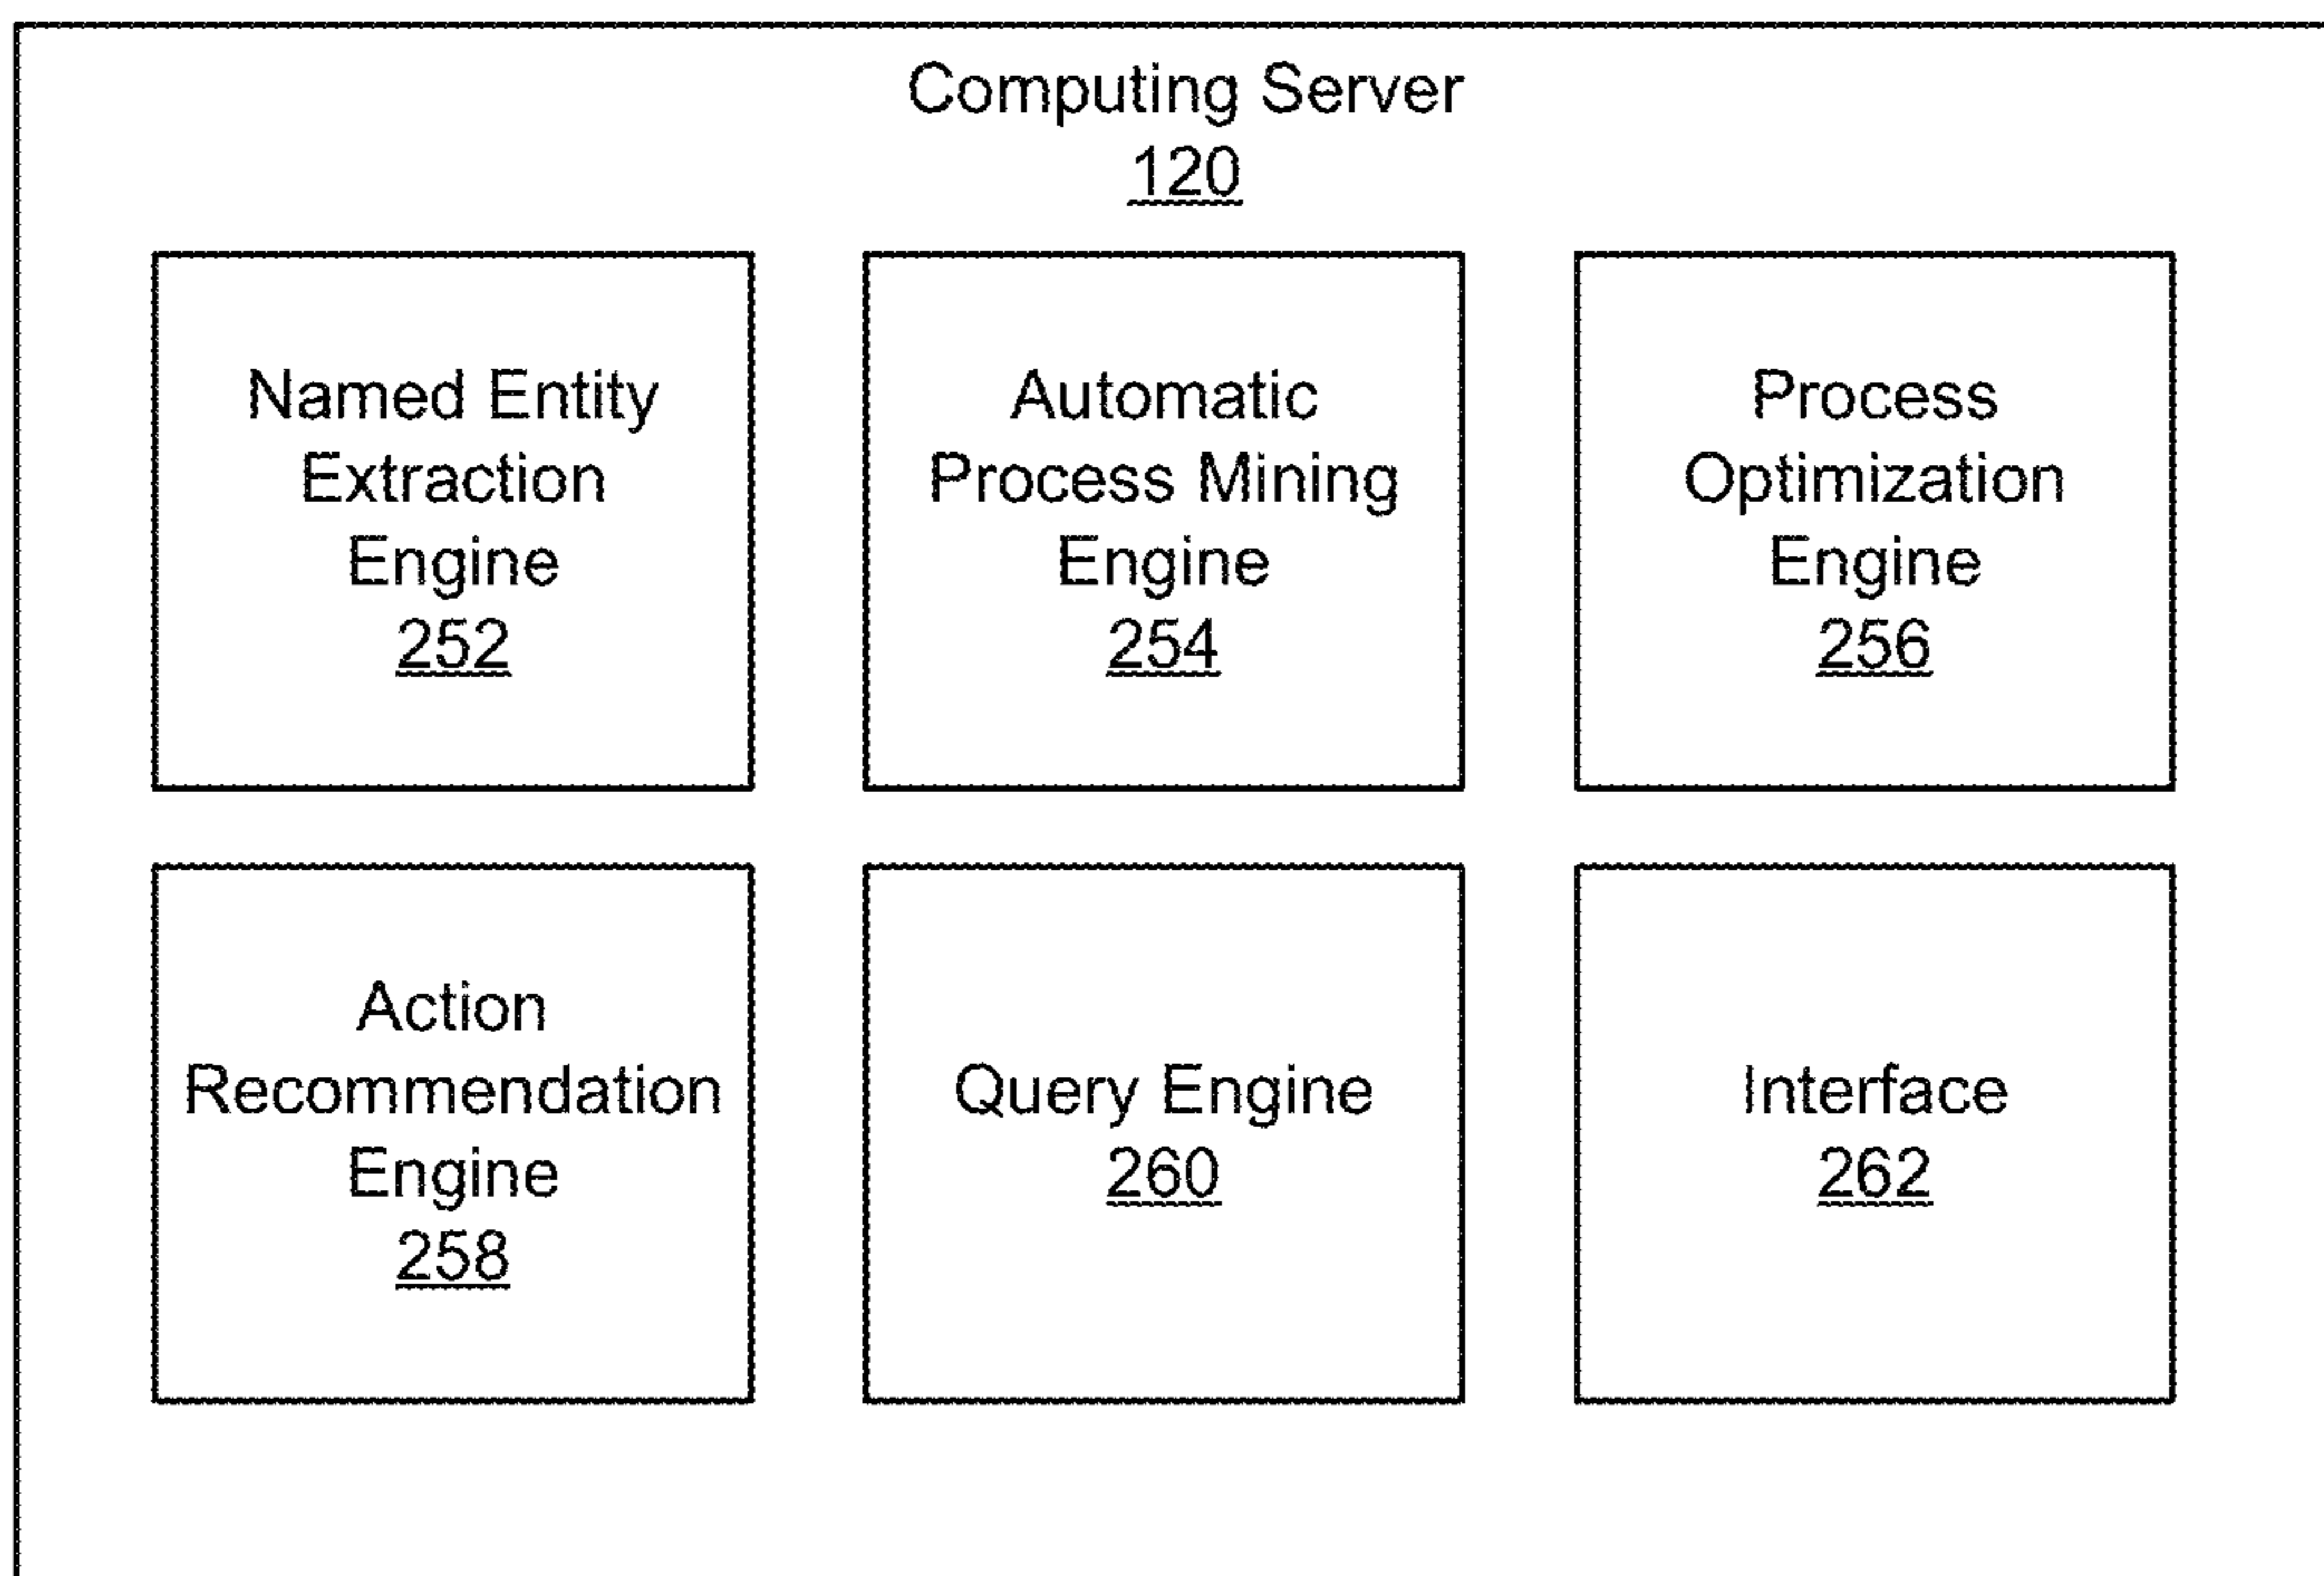 Computing Server
120
Named Entity
Extraction
Engine
252
Automatic
Process Mining
Engine
254
Process
Optimization
Engine
256
Action
Recommendation
Engine
258
Query Engine
260
Interface
262